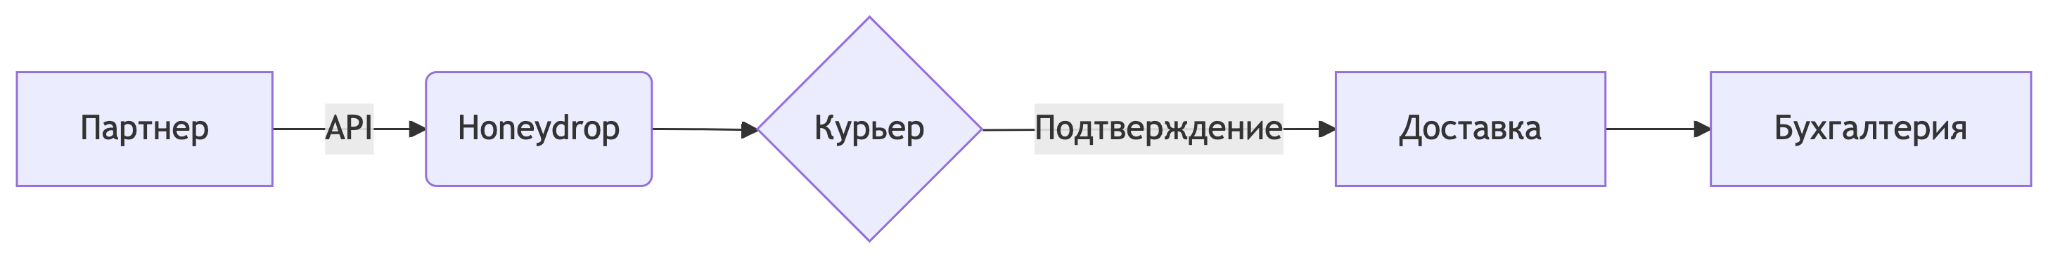 Партнер
API
Honeydrop
Курьер
Подтверждение
Доставка
Бухгалтерия